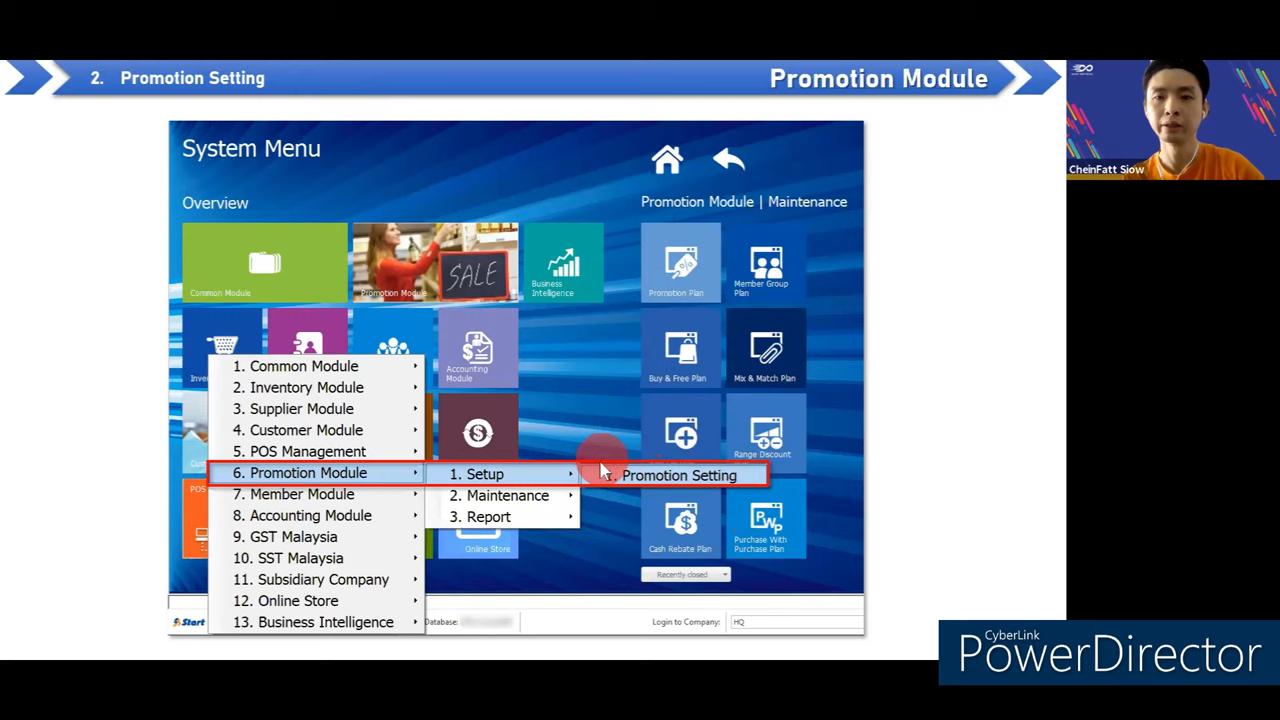 2. Promotion Setting
Promotion Module
CheinFatt Siow
System Menu
Overview
Promotion Module | Maintenance
Common Module
Promotion Module
SALE
Business Intelligence
Promotion Plan
Member Group Plan
Accounting Module
Buy & Free Plan
Mix & Match Plan
Range Discount
Cash Rebate Plan
PWP
Purchase With Purchase Plan
Online Store
Recently closed
POS
1. Common Module
2. Inventory Module
3. Supplier Module
4. Customer Module
5. POS Management
6. Promotion Module
7. Member Module
8. Accounting Module
9. GST Malaysia
10. SST Malaysia
11. Subsidiary Company
12. Online Store
13. Business Intelligence
1. Setup
2. Maintenance
3. Report
1. Promotion Setting
Start
Database:
Login to Company:
HQ
CyberLink
PowerDirector